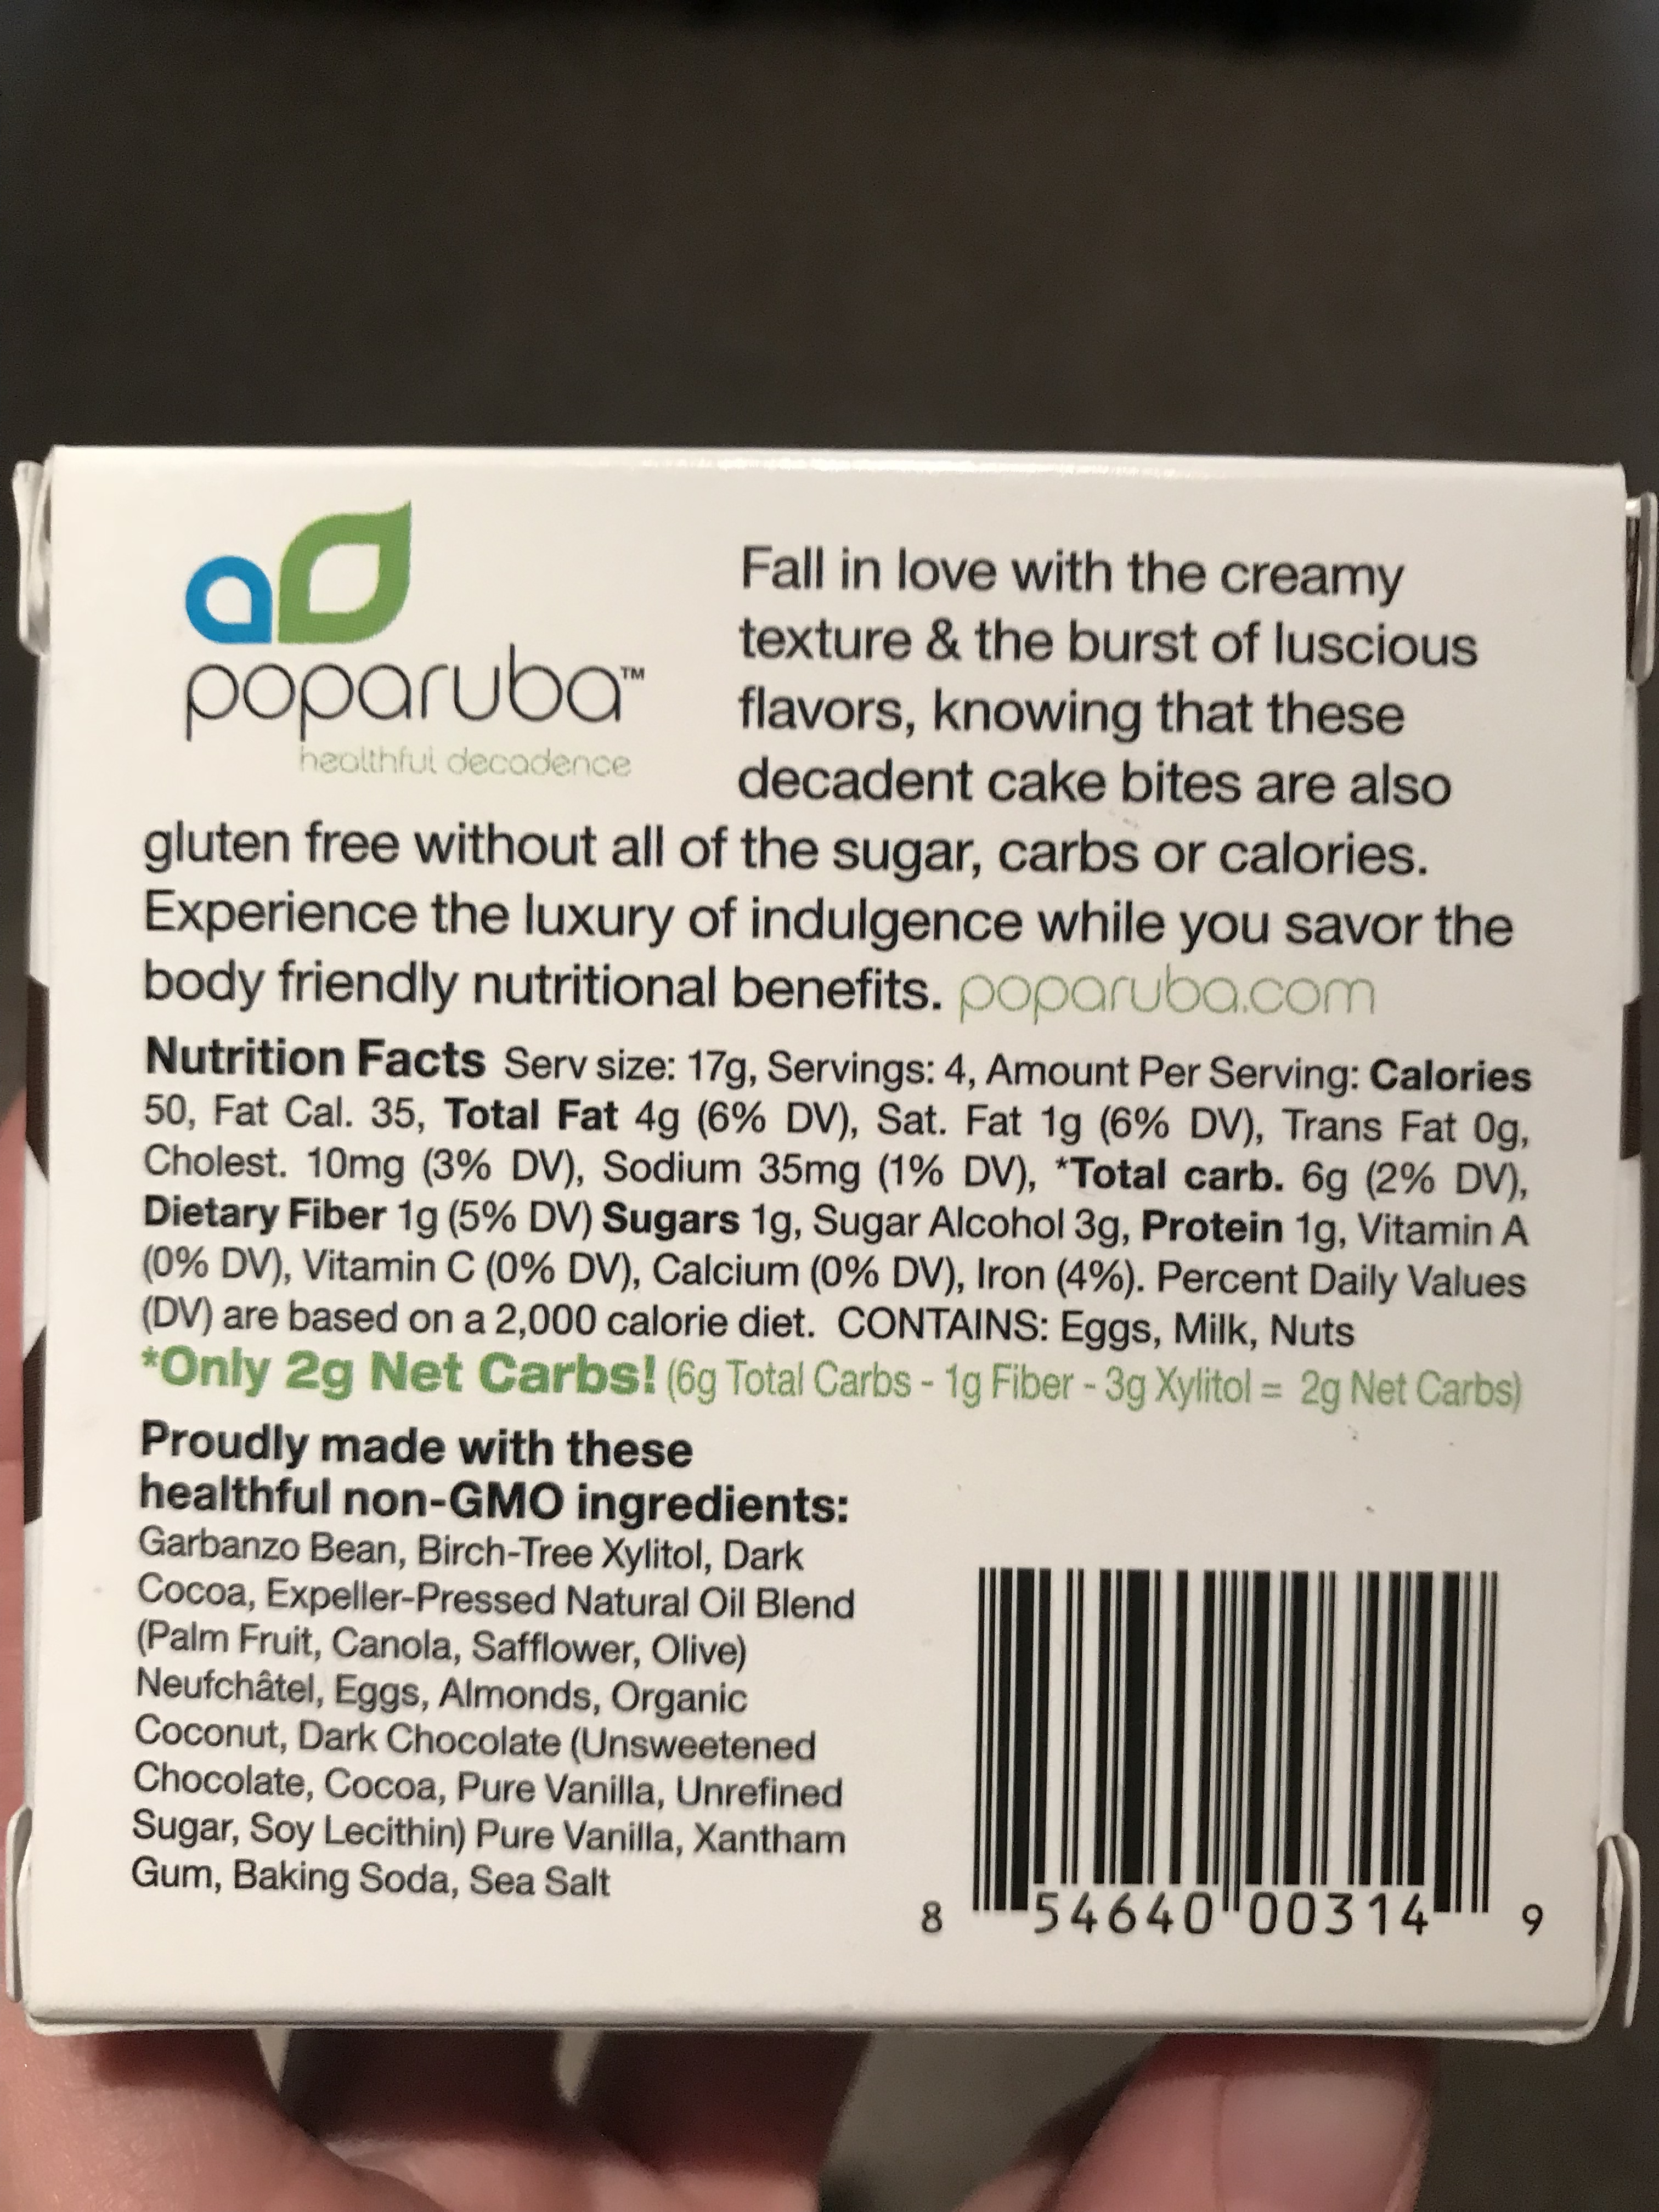 poparuba™
healthful decadence
Fall in love with the creamy
texture & the burst of luscious
flavors, knowing that these
decadent cake bites are also
gluten free without all of the sugar, carbs or calories.
Experience the luxury of indulgence while you savor the
body friendly nutritional benefits. poparuba.com
Nutrition Facts Serv size: 17g, Servings: 4, Amount Per Serving: Calories
50, Fat Cal. 35, Total Fat 4g (6% DV), Sat. Fat 1g (6% DV), Trans Fat 0g,
Cholest. 10mg (3% DV), Sodium 35mg (1% DV), *Total carb. 6g (2% DV),
Dietary Fiber 1g (5% DV) Sugars 1g, Sugar Alcohol 3g, Protein 1g, Vitamin A
(0% DV), Vitamin C (0% DV), Calcium (0% DV), Iron (4%). Percent Daily Values
(DV) are based on a 2,000 calorie diet. CONTAINS: Eggs, Milk, Nuts
*Only 2g Net Carbs! (6g Total Carbs - 1g Fiber - 3g Xylitol = 2g Net Carbs)
Proudly made with these
healthful non-GMO ingredients:
Garbanzo Bean, Birch-Tree Xylitol, Dark
Cocoa, Expeller-Pressed Natural Oil Blend
(Palm Fruit, Canola, Safflower, Olive)
Neufchâtel, Eggs, Almonds, Organic
Coconut, Dark Chocolate (Unsweetened
Chocolate, Cocoa, Pure Vanilla, Unrefined
Sugar, Soy Lecithin) Pure Vanilla, Xantham
Gum, Baking Soda, Sea Salt
8 54640 00314 9